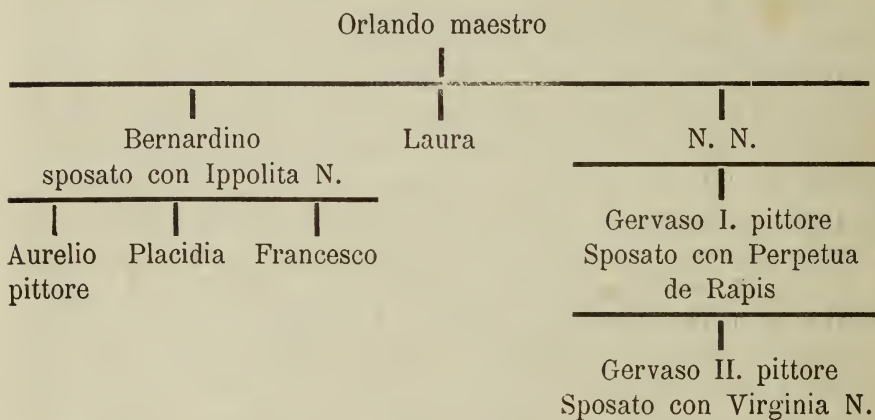 Orlando maestro
Bernardino
sposato con Ippolita N.
Laura
N. N.
Aurelio
pittore
Placidia
Francesco
Gervaso I. pittore
Sposato con Perpetua
de Rapis
Gervaso II. pittore
Sposato con Virginia N.